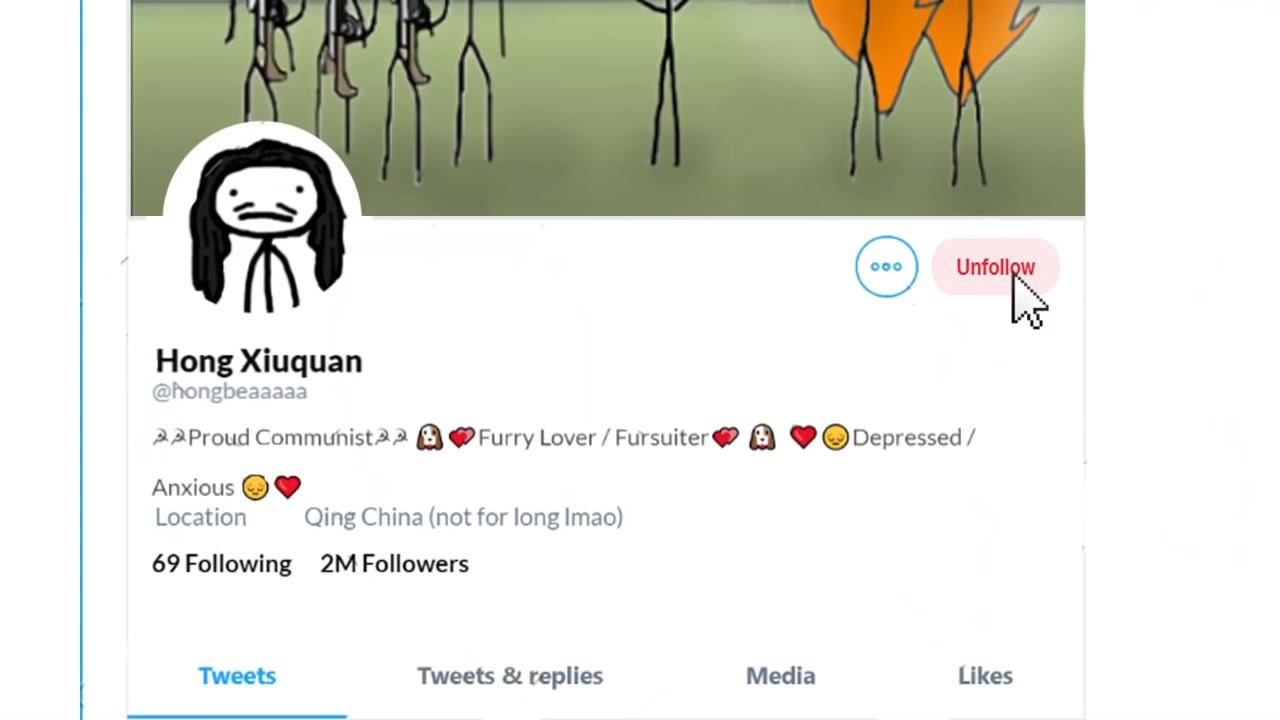 Unfollow
Hong Xiuquan
@hongbeaaaaa
☭☭Proud Communist☭☭ 🐶💕Furry Lover / Fursuiter💕 🐶 ❤️😔Depressed /
Anxious 😔❤️
Location Qing China (not for long lmao)
69 Following 2M Followers
Tweets Tweets & replies Media Likes